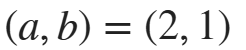 (a, b) = (2, 1)